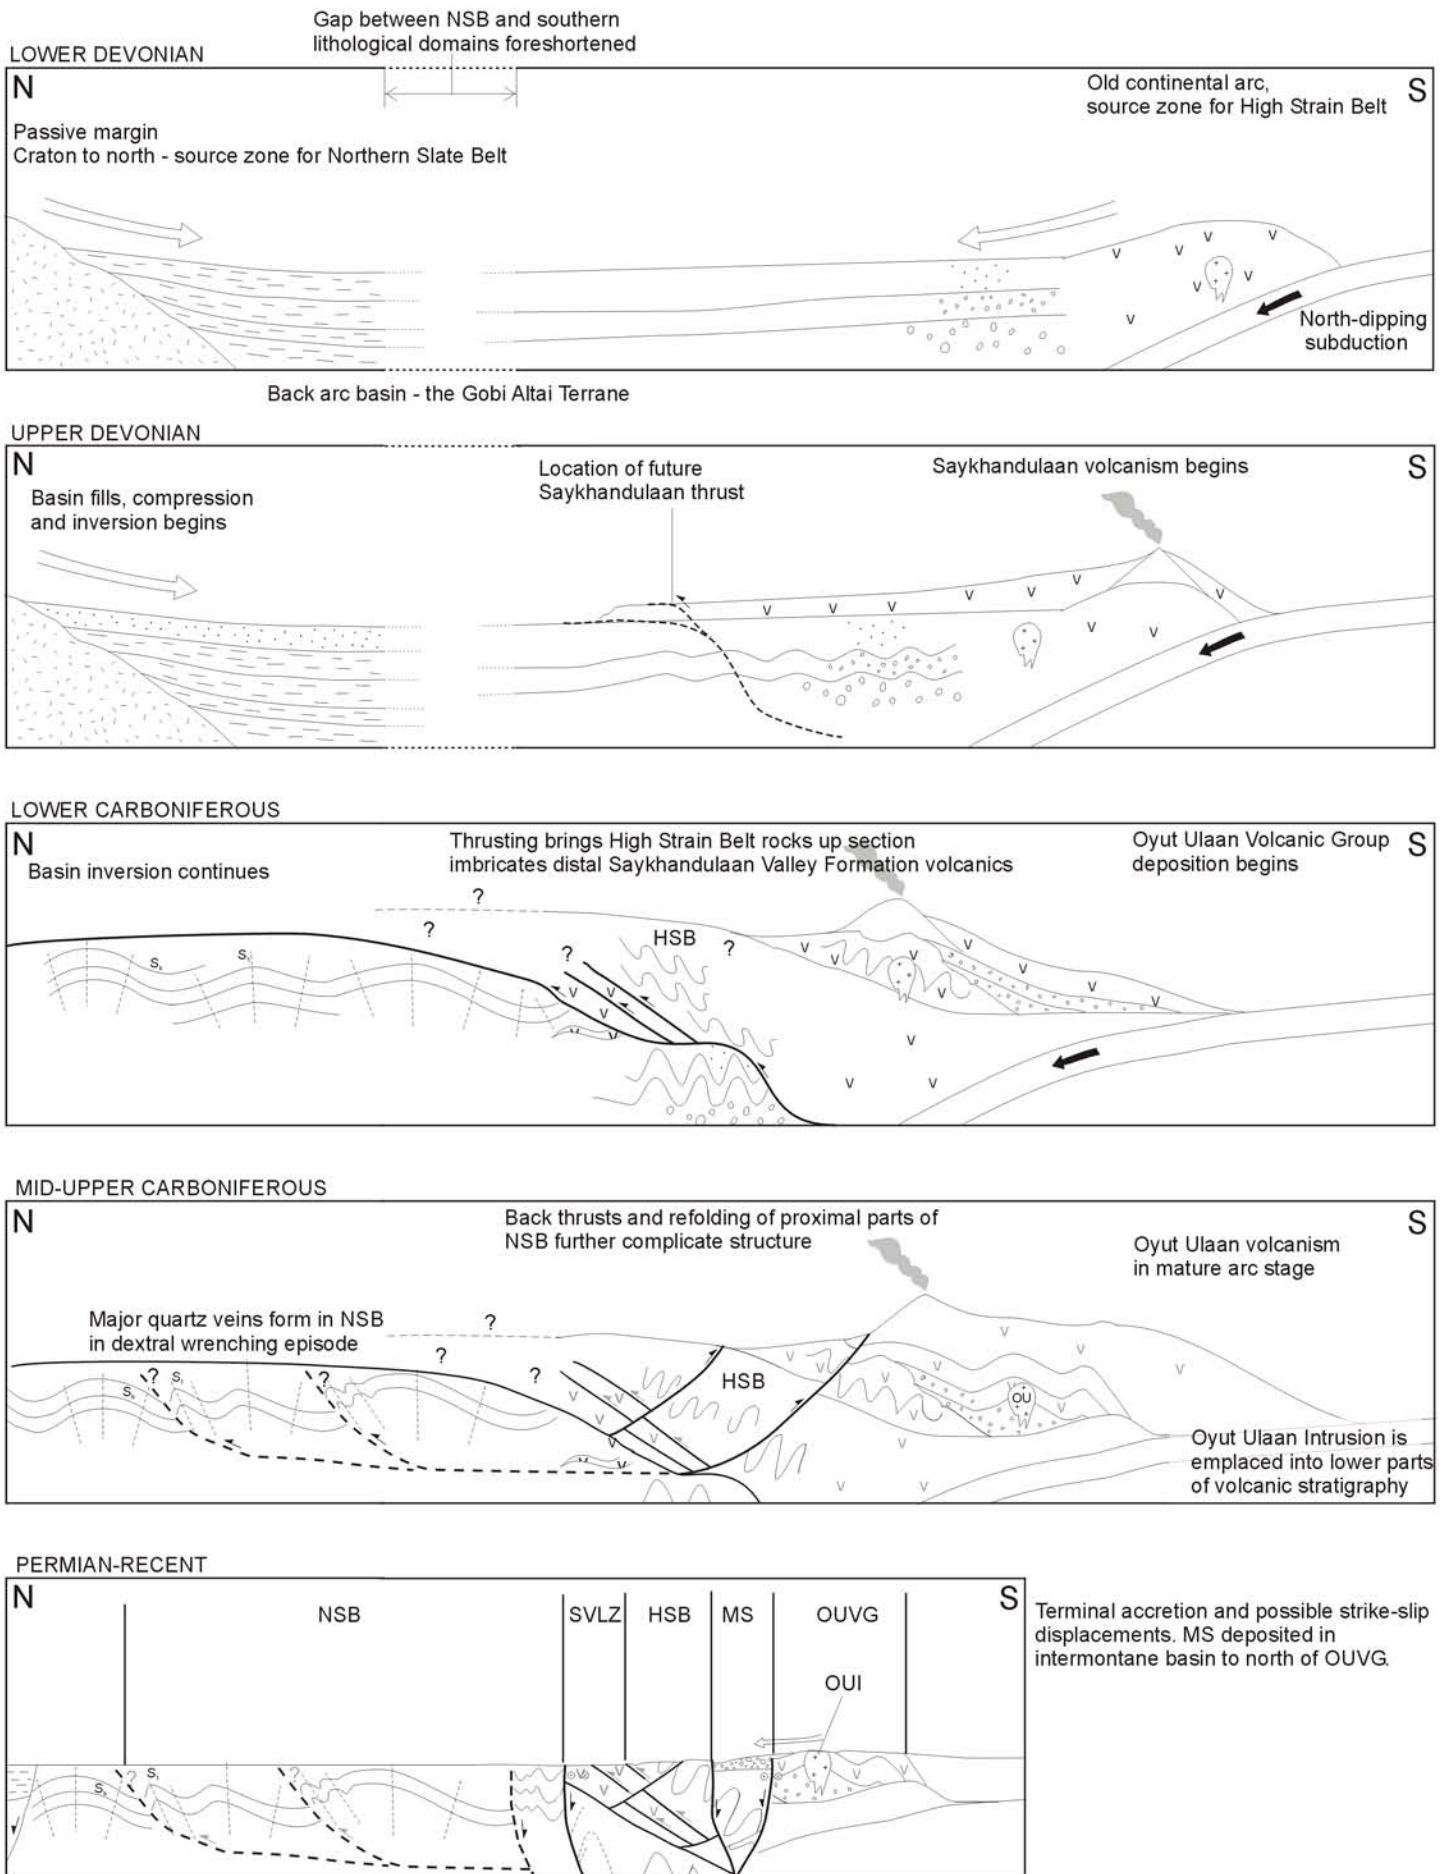 Gap between NSB and southern
lithological domains foreshortened
LOWER DEVONIAN
N
S
Old continental arc,
source zone for High Strain Belt
Passive margin
Craton to north - source zone for Northern Slate Belt
v v v v v v v
North-dipping
subduction
Back arc basin - the Gobi Altai Terrane
UPPER DEVONIAN
N
S
Location of future
Saykhandulaan thrust
Saykhandulaan volcanism begins
Basin fills, compression
and inversion begins
v v v v v v v v v
LOWER CARBONIFEROUS
N
S
Thrusting brings High Strain Belt rocks up section
imbricates distal Saykhandulaan Valley Formation volcanics
Oyut Ulaan Volcanic Group
deposition begins
Basin inversion continues
?
?
?
HSB
?
S₀
S₁
v v v v v
v v v v v v v
v v v
MID-UPPER CARBONIFEROUS
N
S
Back thrusts and refolding of proximal parts of
NSB further complicate structure
Oyut Ulaan volcanism
in mature arc stage
Major quartz veins form in NSB
in dextral wrenching episode
?
?
?
?
?
S₀
S₁
HSB
OU
v v v v v v
Oyut Ulaan Intrusion is
emplaced into lower parts
of volcanic stratigraphy
PERMIAN-RECENT
N
S
NSB
SVLZ
HSB
MS
OUVG
Terminal accretion and possible strike-slip
displacements. MS deposited in
intermontane basin to north of OUVG.
OUI
?
S₁
S₀
?
v v v v v